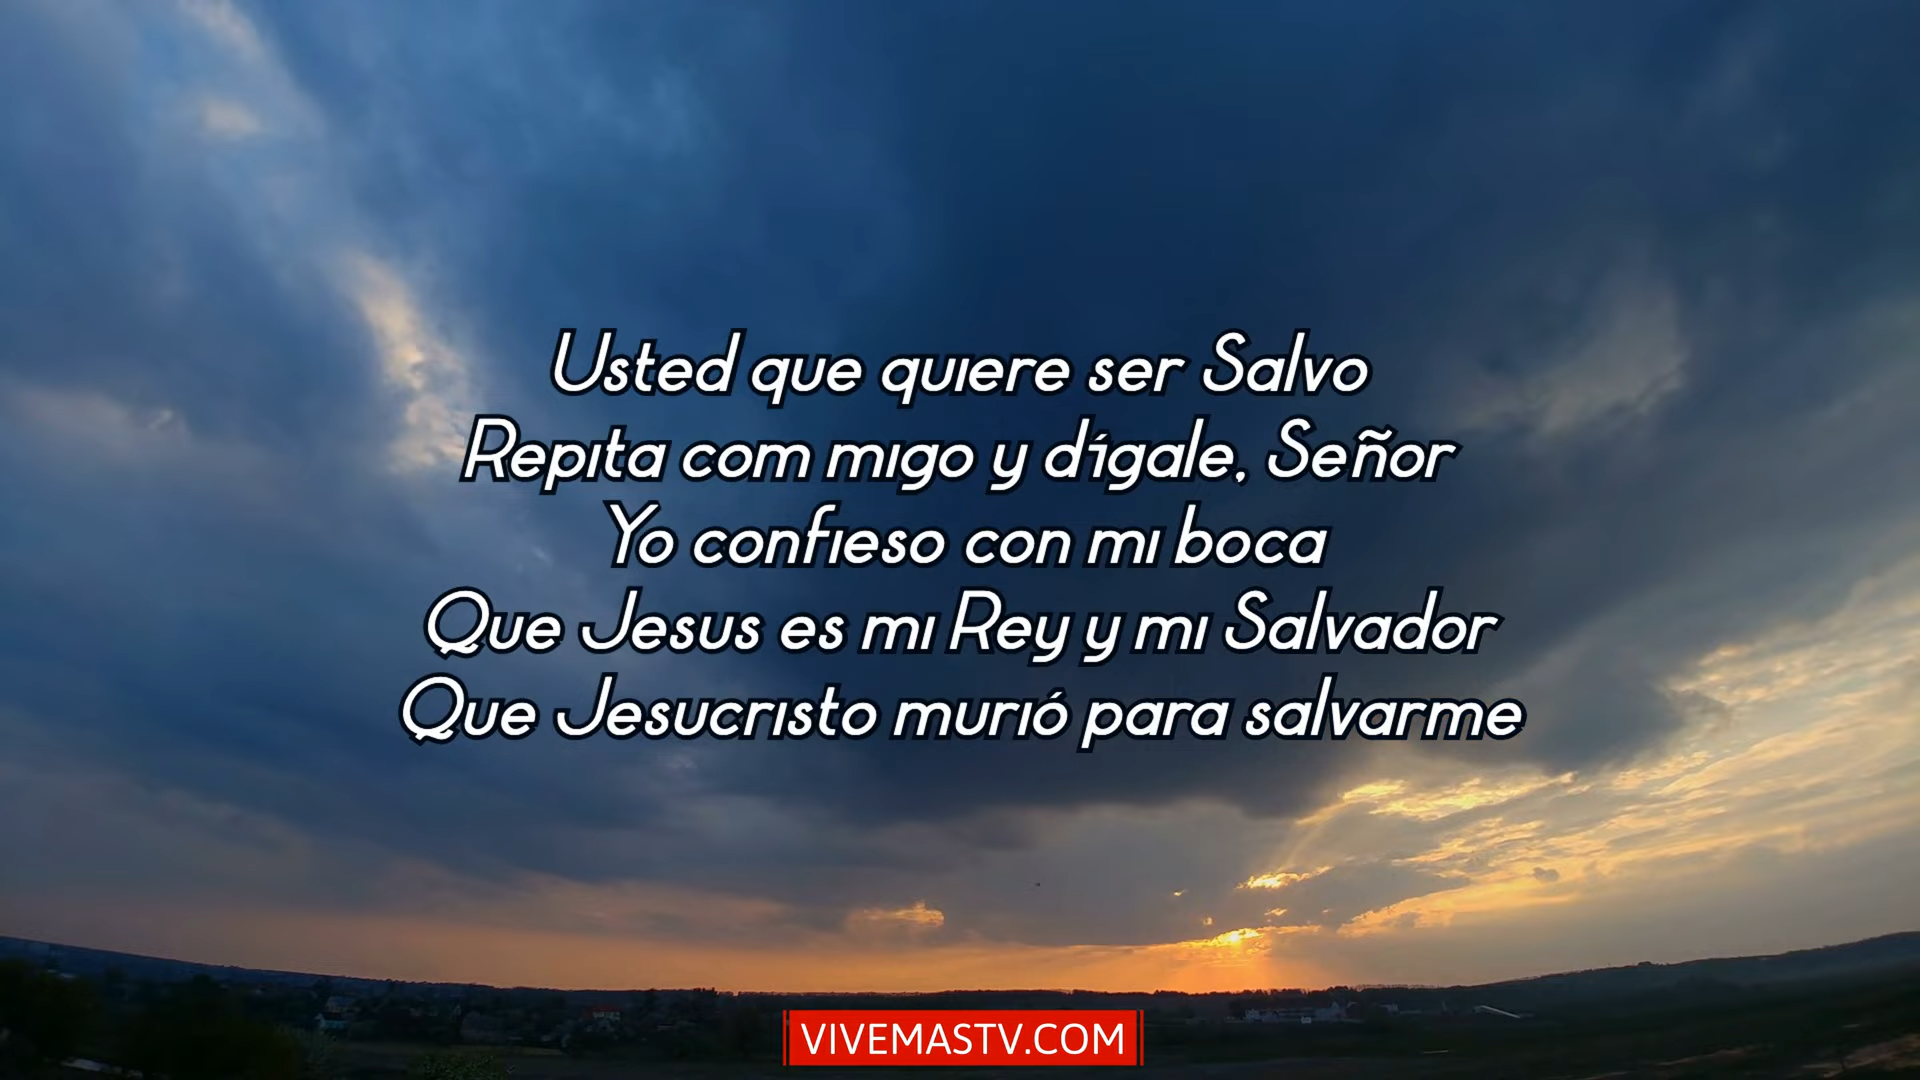 Usted que quiere ser Salvo
Repita com migo y dígale, Señor
Yo confieso con mi boca
Que Jesus es mi Rey y mi Salvador
Que Jesucristo murió para salvarme
VIVEMASTV.COM